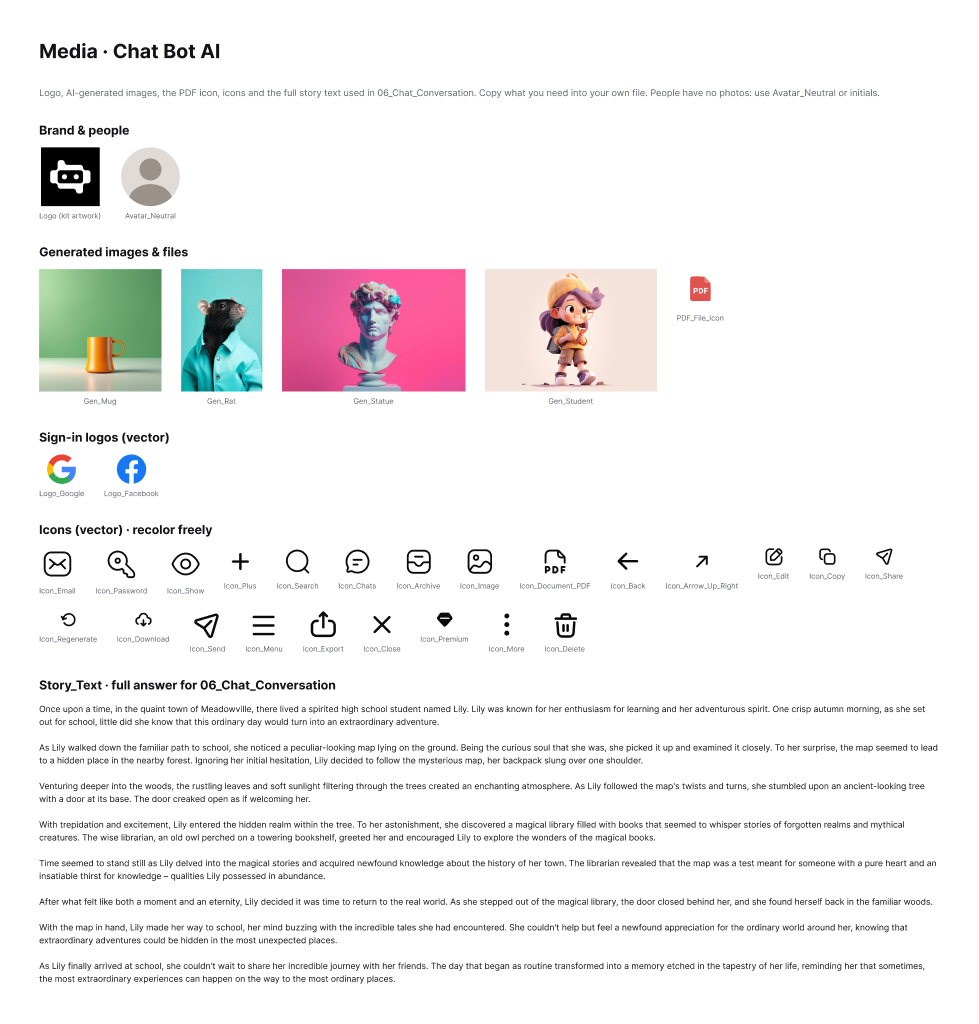 Media · Chat Bot AI
Logo, AI-generated images, the PDF icon, icons and the full story text used in 06_Chat_Conversation. Copy what you need into your own file. People have no photos: use Avatar_Neutral or initials.
Brand & people
Logo (kit artwork) Avatar_Neutral
Generated images & files
PDF
PDF_File_Icon
Gen_Mug Gen_Rat Gen_Statue Gen_Student
Sign-in logos (vector)
Logo_Google Logo_Facebook
Icons (vector) · recolor freely
PDF
Icon_Email Icon_Password Icon_Show Icon_Plus Icon_Search Icon_Chats Icon_Archive Icon_Image Icon_Document_PDF Icon_Back Icon_Arrow_Up_Right Icon_Edit Icon_Copy Icon_Share
Icon_Regenerate Icon_Download Icon_Send Icon_Menu Icon_Export Icon_Close Icon_Premium Icon_More Icon_Delete
Story_Text · full answer for 06_Chat_Conversation
Once upon a time, in the quaint town of Meadowville, there lived a spirited high school student named Lily. Lily was known for her enthusiasm for learning and her adventurous spirit. One crisp autumn morning, as she set
out for school, little did she know that this ordinary day would turn into an extraordinary adventure.
As Lily walked down the familiar path to school, she noticed a peculiar-looking map lying on the ground. Being the curious soul that she was, she picked it up and examined it closely. To her surprise, the map seemed to lead
to a hidden place in the nearby forest. Ignoring her initial hesitation, Lily decided to follow the mysterious map, her backpack slung over one shoulder.
Venturing deeper into the woods, the rustling leaves and soft sunlight filtering through the trees created an enchanting atmosphere. As Lily followed the map's twists and turns, she stumbled upon an ancient-looking tree
with a door at its base. The door creaked open as if welcoming her.
With trepidation and excitement, Lily entered the hidden realm within the tree. To her astonishment, she discovered a magical library filled with books that seemed to whisper stories of forgotten realms and mythical
creatures. The wise librarian, an old owl perched on a towering bookshelf, greeted her and encouraged Lily to explore the wonders of the magical books.
Time seemed to stand still as Lily delved into the magical stories and acquired newfound knowledge about the history of her town. The librarian revealed that the map was a test meant for someone with a pure heart and an
insatiable thirst for knowledge – qualities Lily possessed in abundance.
After what felt like both a moment and an eternity, Lily decided it was time to return to the real world. As she stepped out of the magical library, the door closed behind her, and she found herself back in the familiar woods.
With the map in hand, Lily made her way to school, her mind buzzing with the incredible tales she had encountered. She couldn't help but feel a newfound appreciation for the ordinary world around her, knowing that
extraordinary adventures could be hidden in the most unexpected places.
As Lily finally arrived at school, she couldn't wait to share her incredible journey with her friends. The day that began as routine transformed into a memory etched in the tapestry of her life, reminding her that sometimes,
the most extraordinary experiences can happen on the way to the most ordinary places.